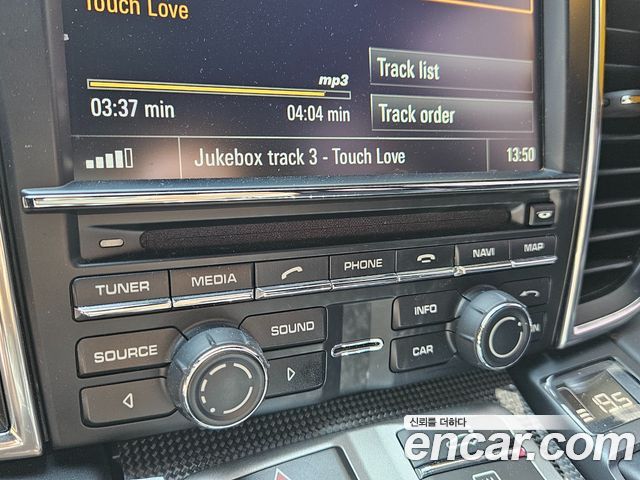 Touch Love
mp3
03:37 min
04:04 min
Track list
Track order
Jukebox track 3 - Touch Love
13:50
TUNER
MEDIA
PHONE
NAVI
MAP
SOURCE
SOUND
INFO
CAR
신뢰를 더하다
encar.com